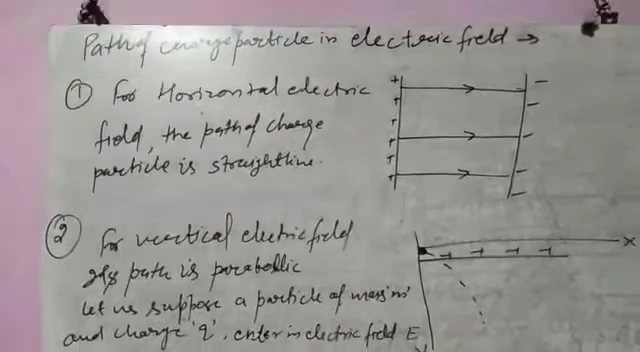 Path of charge particle in electric field →
① For Horizontal electric
field, the path of charge
particle is straightline.
② For vertical electric field
its path is parabolic
let us suppose a particle of mass 'm'
and charge 'q', enter in electric field E
+ + + + + + +
- - - - -
X